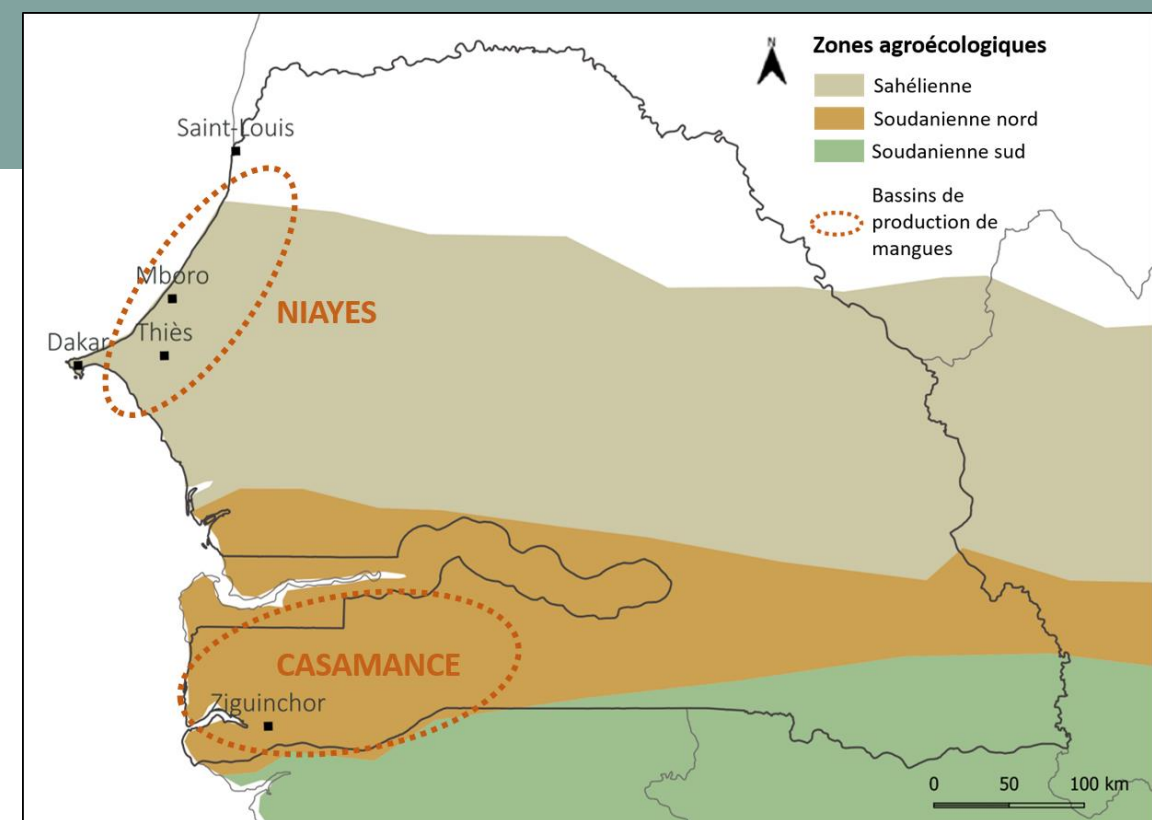 N
Zones agroécologiques
Sahélienne
Soudanienne nord
Soudanienne sud
Bassins de
production de
mangues
Saint-Louis
Mboro
NIAYES
Thiès
Dakar
CASAMANCE
Ziguinchor
0 50 100 km